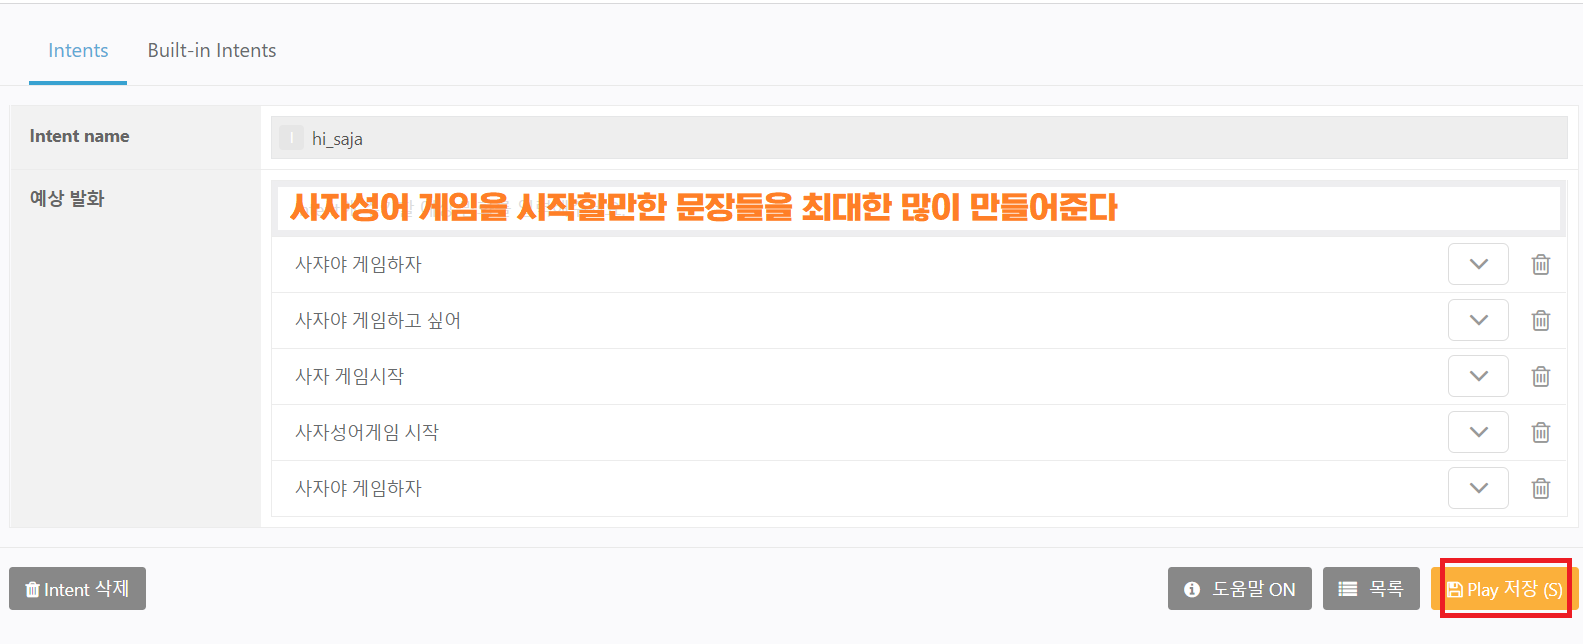 Intents Built-in Intents
Intent name
I hi_saja
예상 발화
사자성어 게임을 시작할만한 문장들을 최대한 많이 만들어준다
사쟈야 게임하자
사자야 게임하고 싶어
사자 게임시작
사자성어게임 시작
사자야 게임하자
Intent 삭제 도움말 ON 목록 Play 저장 (S)